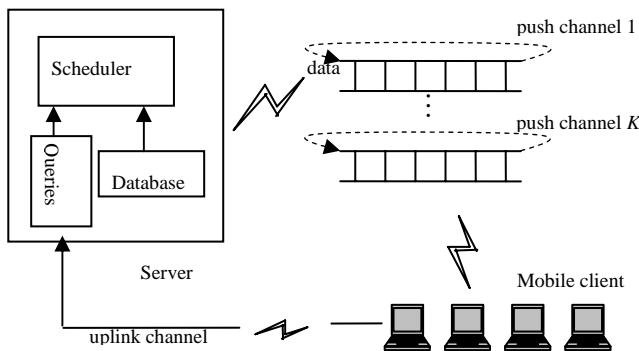 push channel 1
Scheduler
data
push channel K
Queries
Database
Server
Mobile client
uplink channel